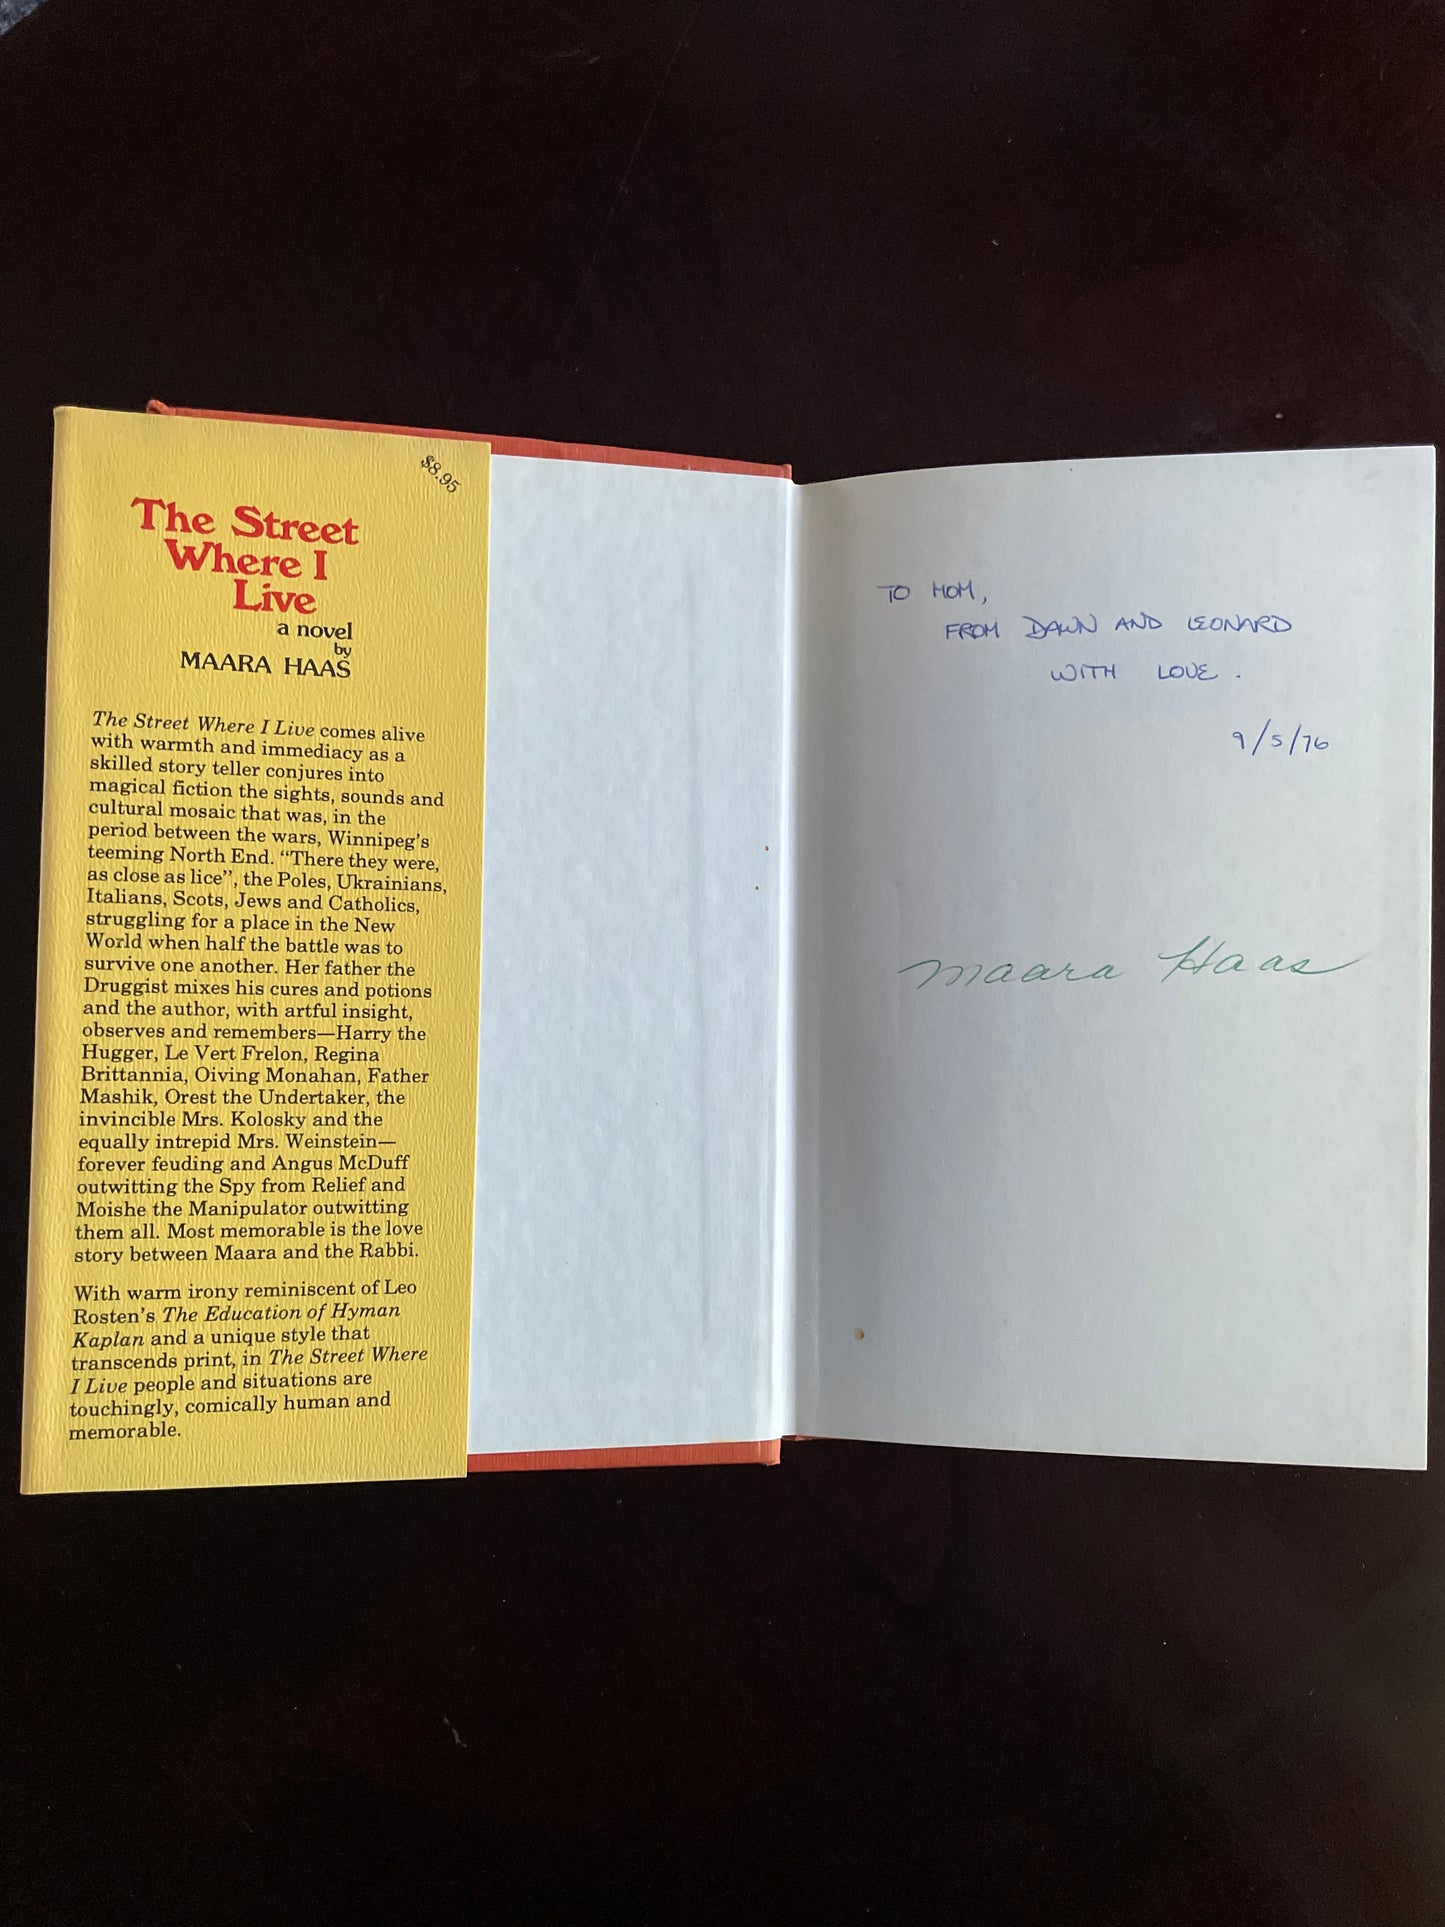 $8.95
The Street
Where I
Live
a novel
by
MAARA HAAS
The Street Where I Live comes alive
with warmth and immediacy as a
skilled story teller conjures into
magical fiction the sights, sounds and
cultural mosaic that was, in the
period between the wars, Winnipeg's
teeming North End. “There they were,
as close as lice”, the Poles, Ukrainians,
Italians, Scots, Jews and Catholics,
struggling for a place in the New
World when half the battle was to
survive one another. Her father the
Druggist mixes his cures and potions
and the author, with artful insight,
observes and remembers—Harry the
Hugger, Le Vert Frelon, Regina
Brittannia, Oiving Monahan, Father
Mashik, Orest the Undertaker, the
invincible Mrs. Kolosky and the
equally intrepid Mrs. Weinstein—
forever feuding and Angus McDuff
outwitting the Spy from Relief and
Moishe the Manipulator outwitting
them all. Most memorable is the love
story between Maara and the Rabbi.
With warm irony reminiscent of Leo
Rosten's The Education of Hyman
Kaplan and a unique style that
transcends print, in The Street Where
I Live people and situations are
touchingly, comically human and
memorable.
TO MOM,
FROM DAWN AND LEONARD
WITH LOVE.
9/5/76
Maara Haas